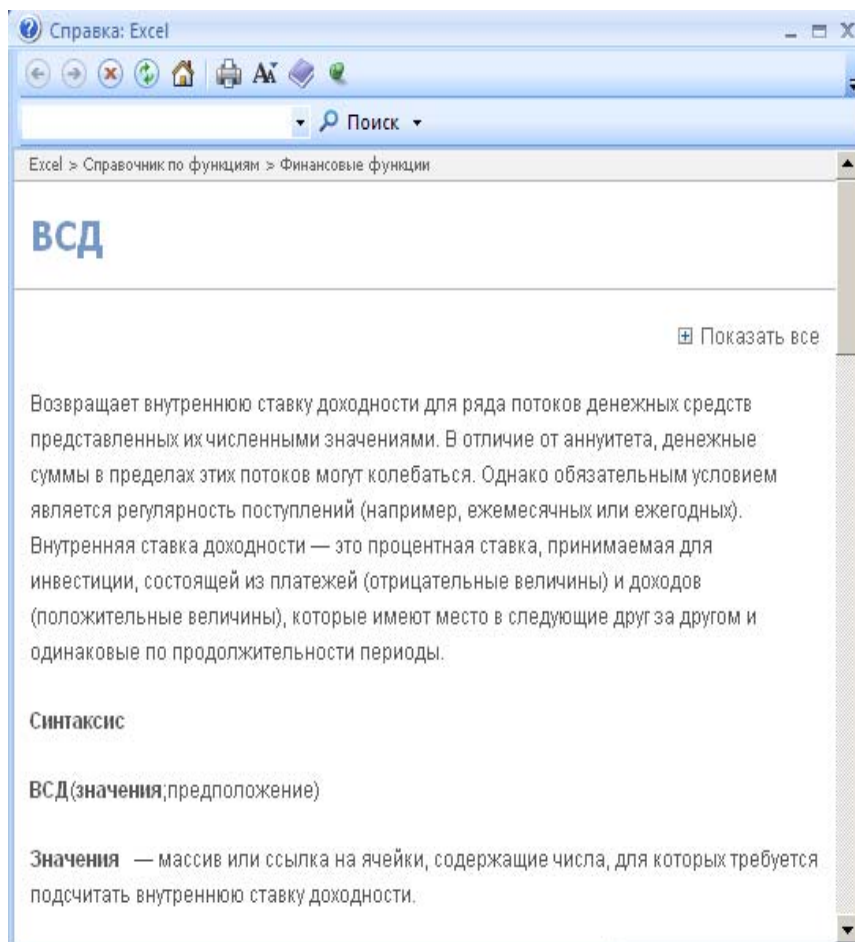 Справка: Excel
Поиск
Excel > Справочник по функциям > Финансовые функции
ВСД
Показать все
Возвращает внутреннюю ставку доходности для ряда потоков денежных средств
представленных их численными значениями. В отличие от аннуитета, денежные
суммы в пределах этих потоков могут колебаться. Однако обязательным условием
является регулярность поступлений (например, ежемесячных или ежегодных).
Внутренняя ставка доходности — это процентная ставка, принимаемая для
инвестиции, состоящей из платежей (отрицательные величины) и доходов
(положительные величины), которые имеют место в следующие друг за другом и
одинаковые по продолжительности периоды.
Синтаксис
ВСД(значения;предположение)
Значения — массив или ссылка на ячейки, содержащие числа, для которых требуется
подсчитать внутреннюю ставку доходности.